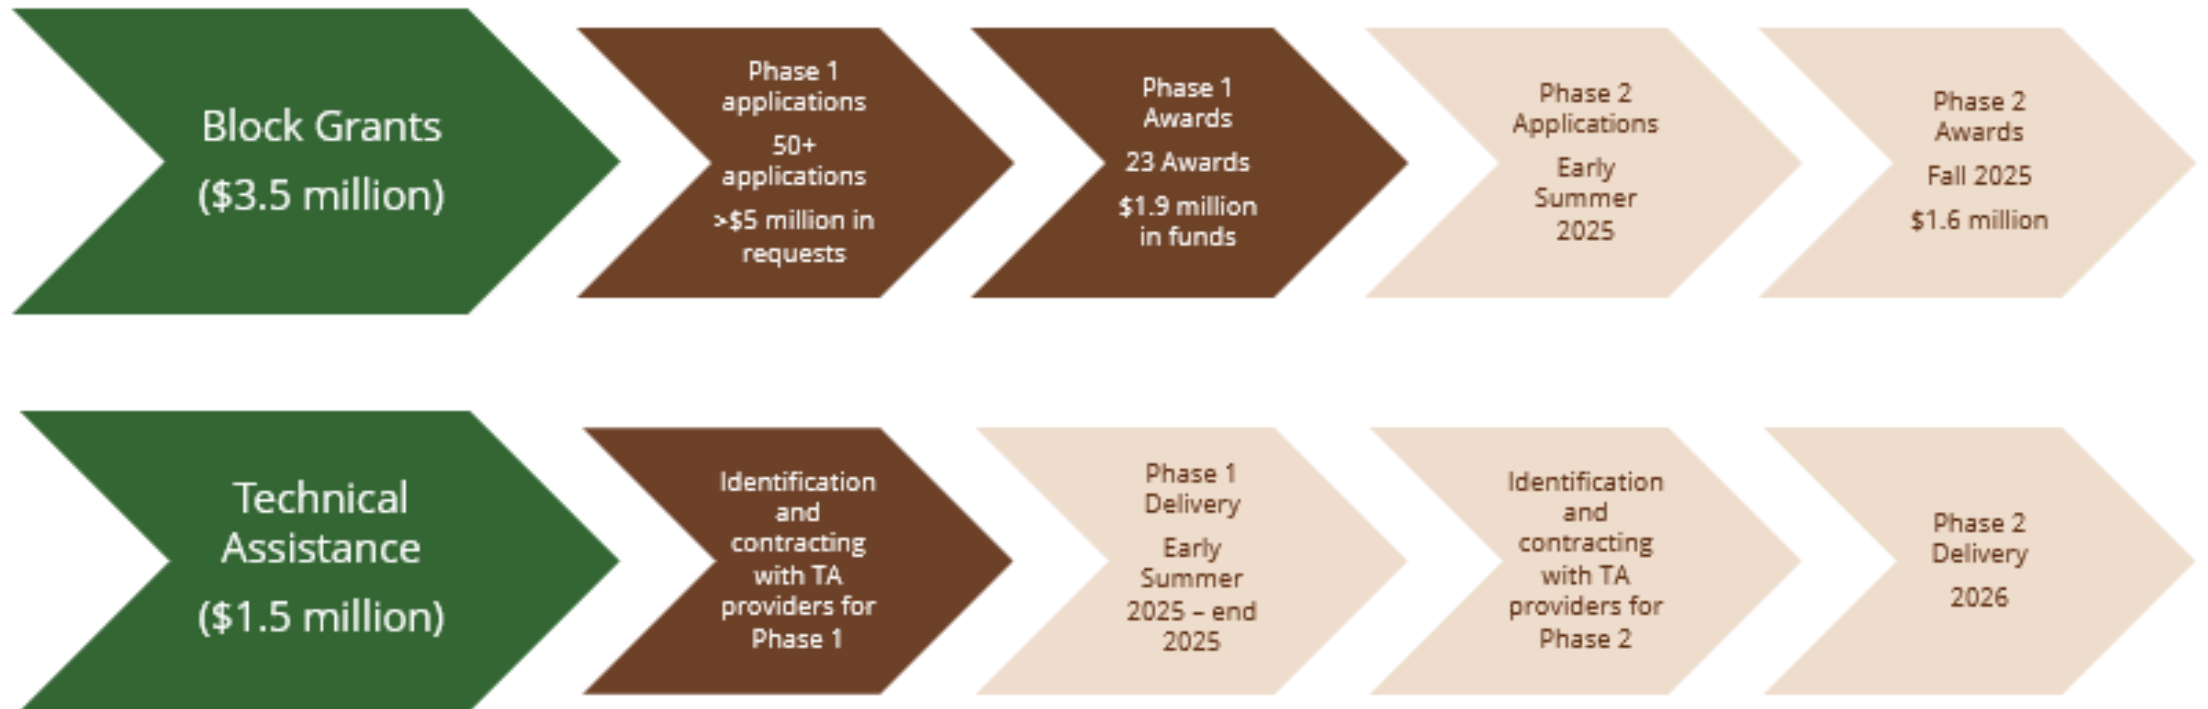 Block Grants
($3.5 million)
Phase 1
applications
50+
applications
>$5 million in
requests
Phase 1
Awards
23 Awards
$1.9 million
in funds
Phase 2
Applications
Early
Summer
2025
Phase 2
Awards
Fall 2025
$1.6 million
Technical
Assistance
($1.5 million)
Identification
and
contracting
with TA
providers for
Phase 1
Phase 1
Delivery
Early
Summer
2025 – end
2025
Identification
and
contracting
with TA
providers for
Phase 2
Phase 2
Delivery
2026